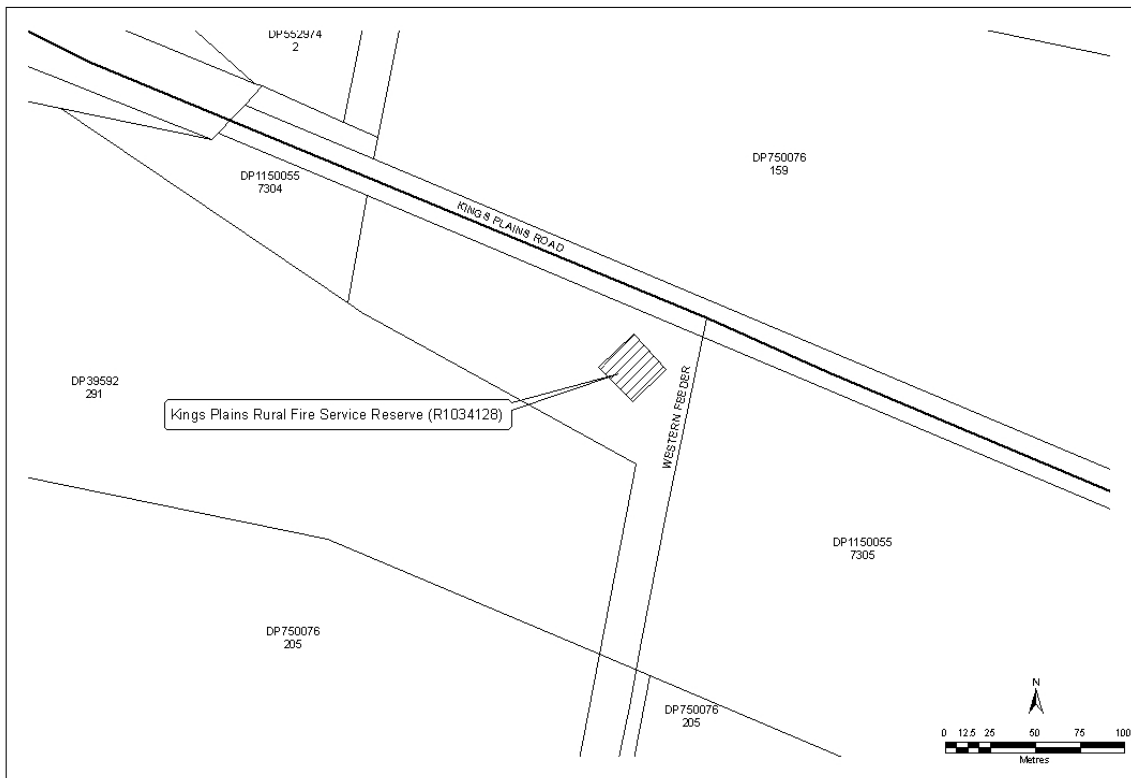 DP552974
2
DP750076
159
DP1150055
7304
KINGS PLAINS ROAD
DP39592
291
Kings Plains Rural Fire Service Reserve (R1034128)
WESTERN FEEDER
DP1150055
7305
DP750076
205
DP750076
205
N
0 12.5 25 50 75 100
Metres